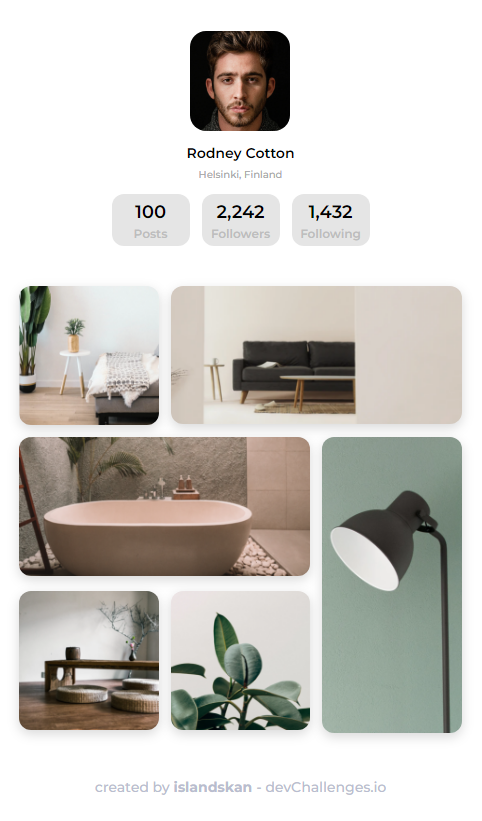 Rodney Cotton
Helsinki, Finland
100 2,242 1,432
Posts Followers Following
created by islandskan - devChallenges.io